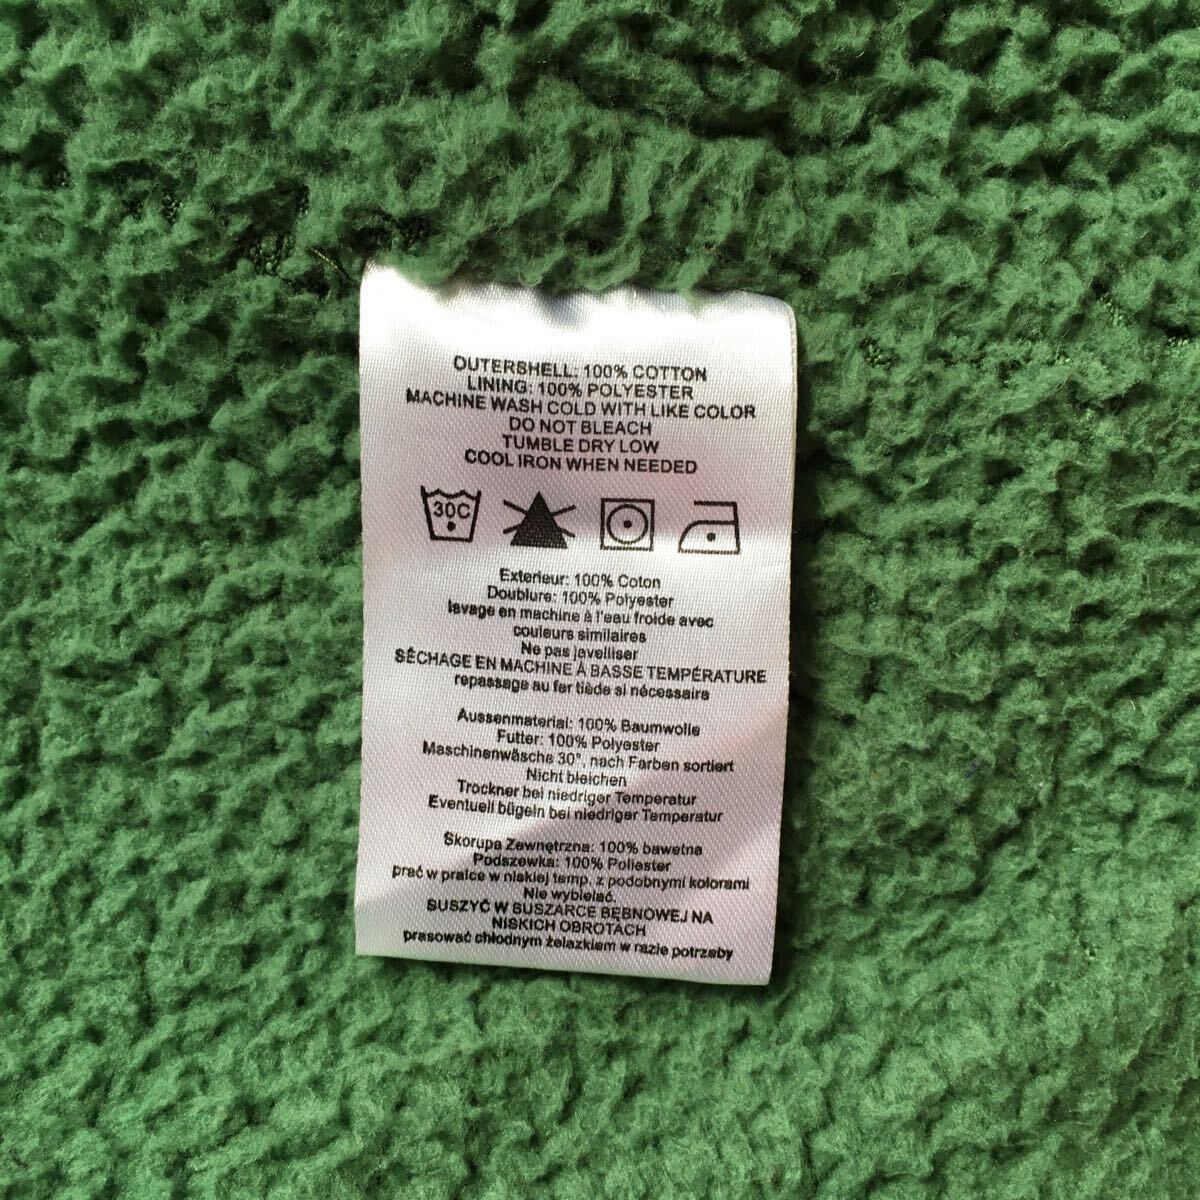 OUTERSHELL: 100% COTTON
LINING: 100% POLYESTER
MACHINE WASH COLD WITH LIKE COLOR
DO NOT BLEACH
TUMBLE DRY LOW
COOL IRON WHEN NEEDED
30C
Exterieur: 100% Coton
Doublure: 100% Polyester
lavage en machine à l'eau froide avec
couleurs similaires
Ne pas javelliser
SÉCHAGE EN MACHINE À BASSE TEMPÉRATURE
repassage au fer tiède si nécessaire
Aussenmaterial: 100% Baumwolle
Futter: 100% Polyester
Maschinenwäsche 30°, nach Farben sortiert
Nicht bleichen
Trockner bei niedriger Temperatur
Eventuell bügeln bei niedriger Temperatur
Skorupa Zewnętrzna: 100% bawełna
Podszewka: 100% Poliester
prać w pralce w niskiej temp. z podobnymi kolorami
Nie wybielać.
SUSZYĆ W SUSZARCE BĘBNOWEJ NA
NISKICH OBROTACH
prasować chłodnym żelazkiem w razie potrzeby